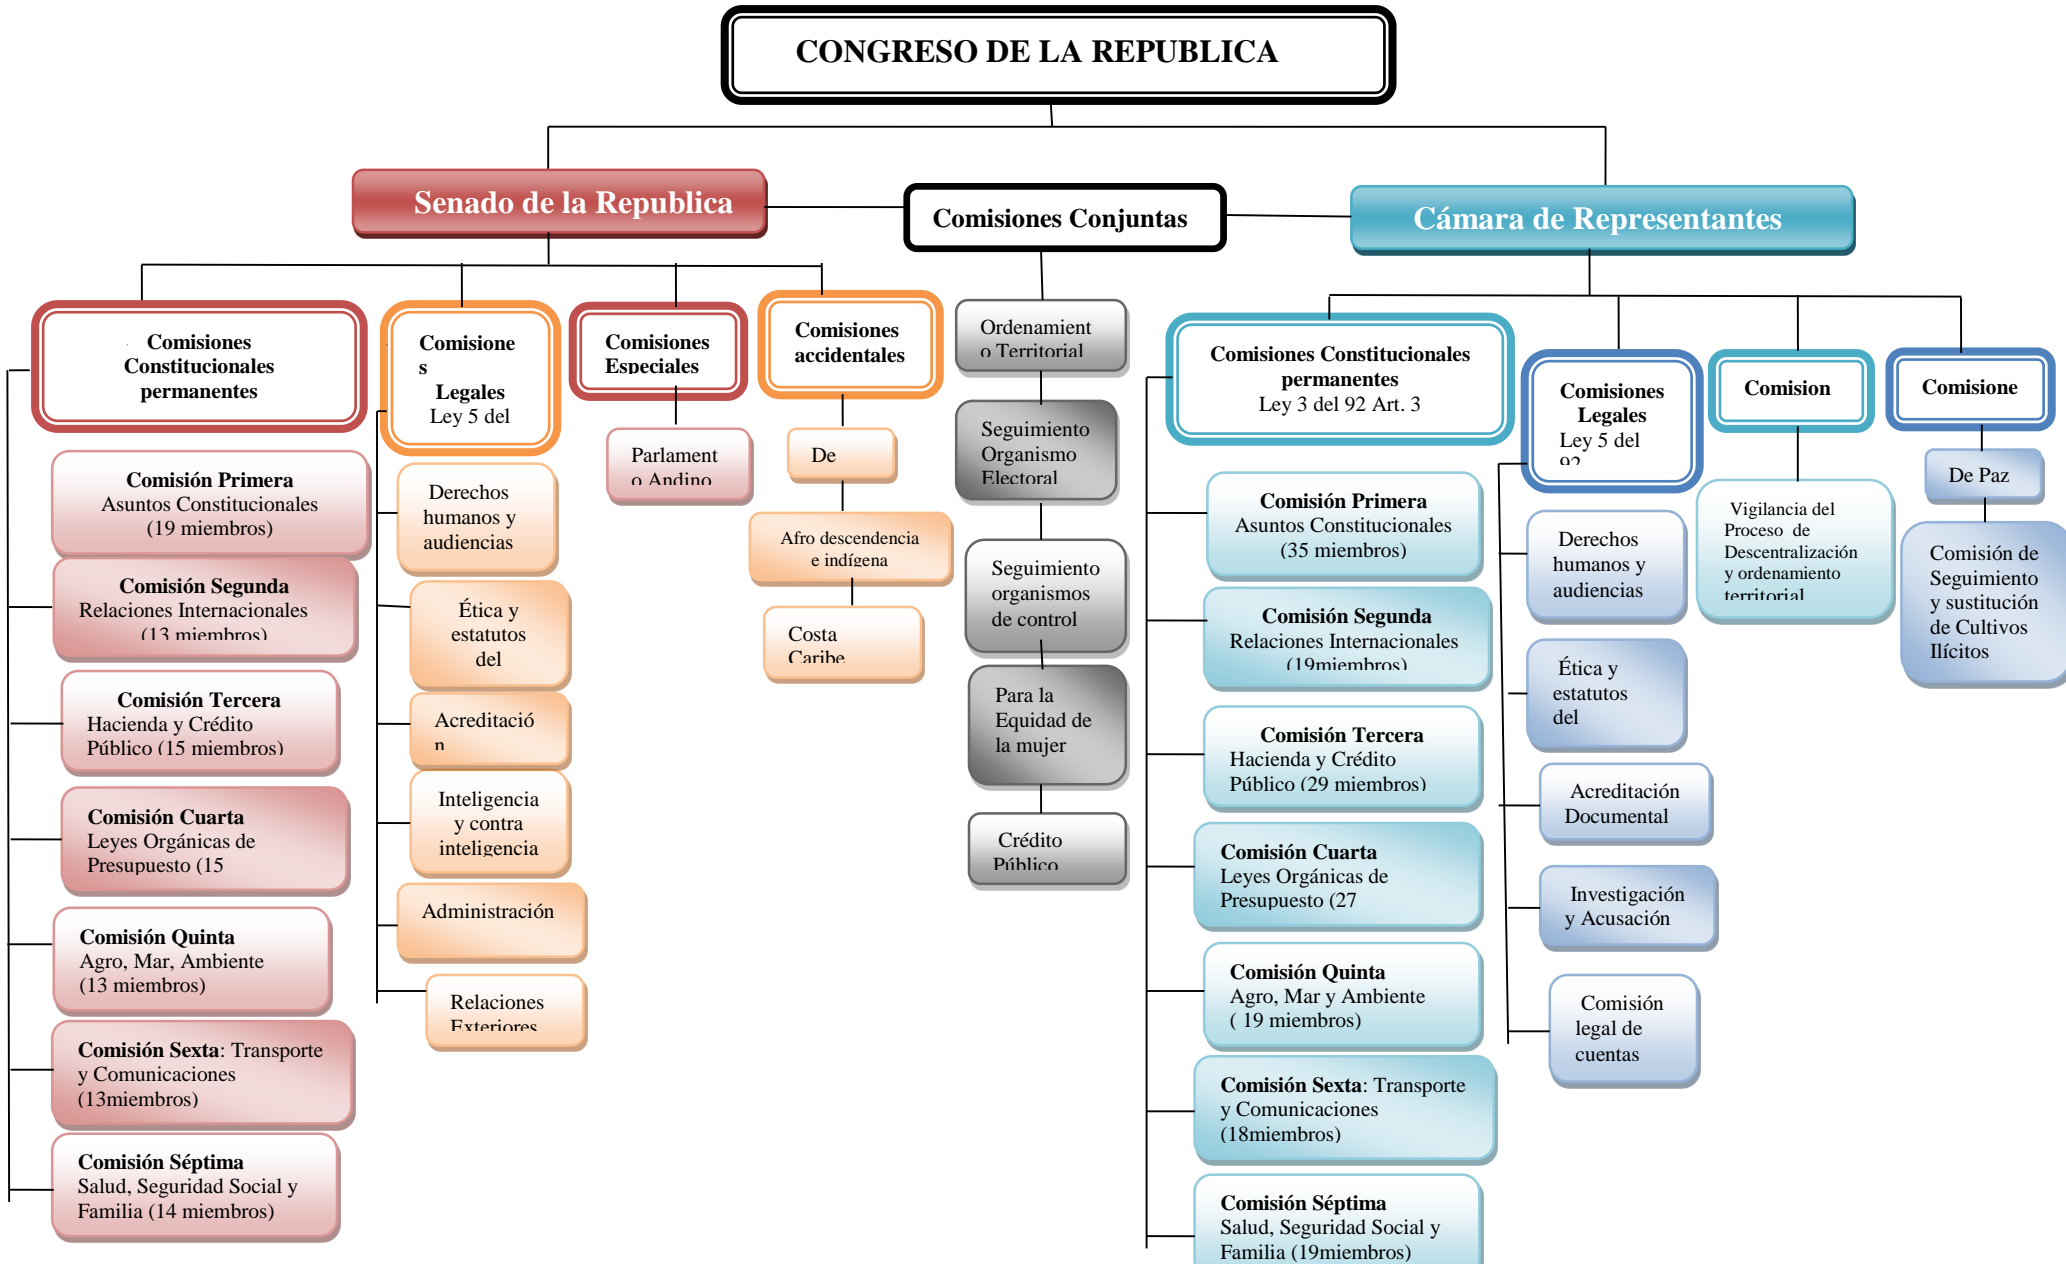 CONGRESO DE LA REPUBLICA
Senado de la Republica
Comisiones Conjuntas
Cámara de Representantes
Comisiones
Constitucionales
permanentes
Comisión Primera
Asuntos Constitucionales
(19 miembros)
Comisión Segunda
Relaciones Internacionales
(13 miembros)
Comisión Tercera
Hacienda y Crédito
Público (15 miembros)
Comisión Cuarta
Leyes Orgánicas de
Presupuesto (15
Comisión Quinta
Agro, Mar, Ambiente
(13 miembros)
Comisión Sexta: Transporte
y Comunicaciones
(13miembros)
Comisión Séptima
Salud, Seguridad Social y
Familia (14 miembros)
Comisione
s
Legales
Ley 5 del
Derechos
humanos y
audiencias
Ética y
estatutos
del
Acreditació
n
Inteligencia
y contra
inteligencia
Administración
Relaciones
Exteriores
Comisiones
Especiales
Parlament
o Andino
Comisiones
accidentales
De
Afro descendencia
e indígena
Costa
Caribe
Ordenamient
o Territorial
Seguimiento
Organismo
Electoral
Seguimiento
organismos
de control
Para la
Equidad de
la mujer
Crédito
Público
Comisiones Constitucionales
permanentes
Ley 3 del 92 Art. 3
Comisión Primera
Asuntos Constitucionales
(35 miembros)
Comisión Segunda
Relaciones Internacionales
(19miembros)
Comisión Tercera
Hacienda y Crédito
Público (29 miembros)
Comisión Cuarta
Leyes Orgánicas de
Presupuesto (27
Comisión Quinta
Agro, Mar y Ambiente
( 19 miembros)
Comisión Sexta: Transporte
y Comunicaciones
(18miembros)
Comisión Séptima
Salud, Seguridad Social y
Familia (19miembros)
Comisiones
Legales
Ley 5 del
92
Derechos
humanos y
audiencias
Ética y
estatutos
del
Acreditación
Documental
Investigación
y Acusación
Comisión
legal de
cuentas
Comision
Vigilancia del
Proceso de
Descentralización
y ordenamiento
territorial
Comisione
De Paz
Comisión de
Seguimiento
y sustitución
de Cultivos
Ilícitos